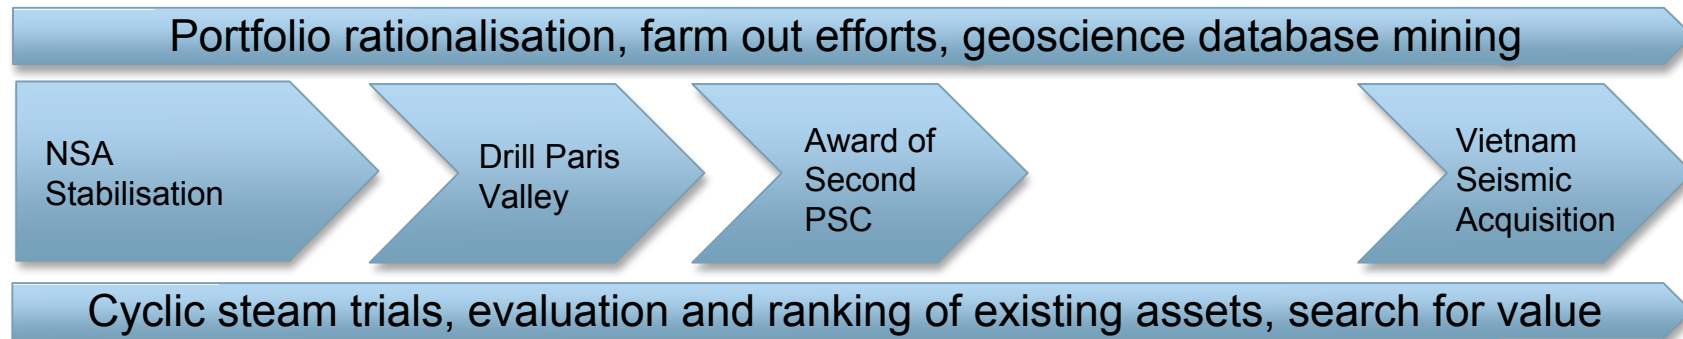 Portfolio rationalisation, farm out efforts, geoscience database mining
NSA
Stabilisation
Drill Paris
Valley
Award of
Second
PSC
Vietnam
Seismic
Acquisition
Cyclic steam trials, evaluation and ranking of existing assets, search for value